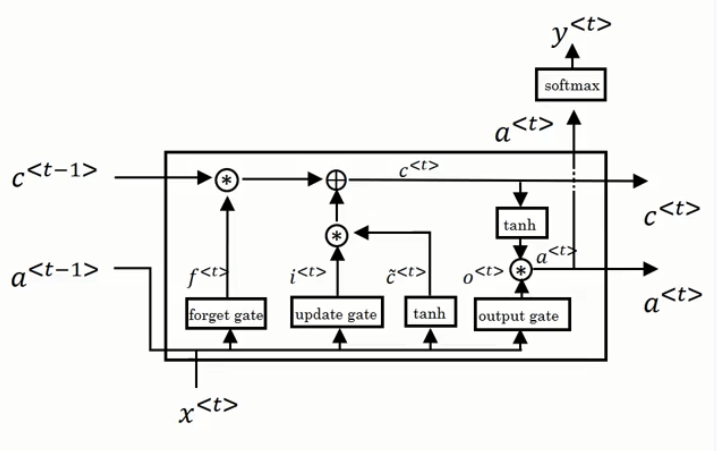 y<t>
softmax
a<t>
c<t−1>
c<t>
c<t>
tanh
a<t−1>
f<t>
i<t>
c̃<t>
o<t>
a<t>
a<t>
forget gate
update gate
tanh
output gate
x<t>